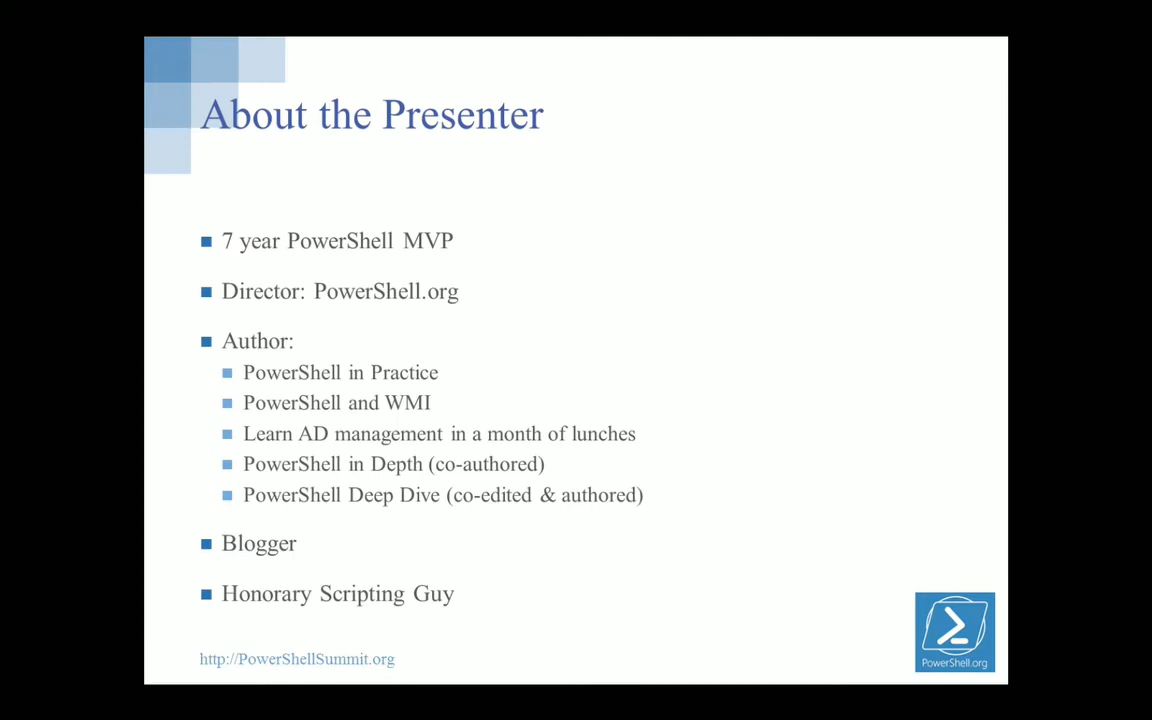 About the Presenter
7 year PowerShell MVP
Director: PowerShell.org
Author:
PowerShell in Practice
PowerShell and WMI
Learn AD management in a month of lunches
PowerShell in Depth (co-authored)
PowerShell Deep Dive (co-edited & authored)
Blogger
Honorary Scripting Guy
http://PowerShellSummit.org
PowerShell.org